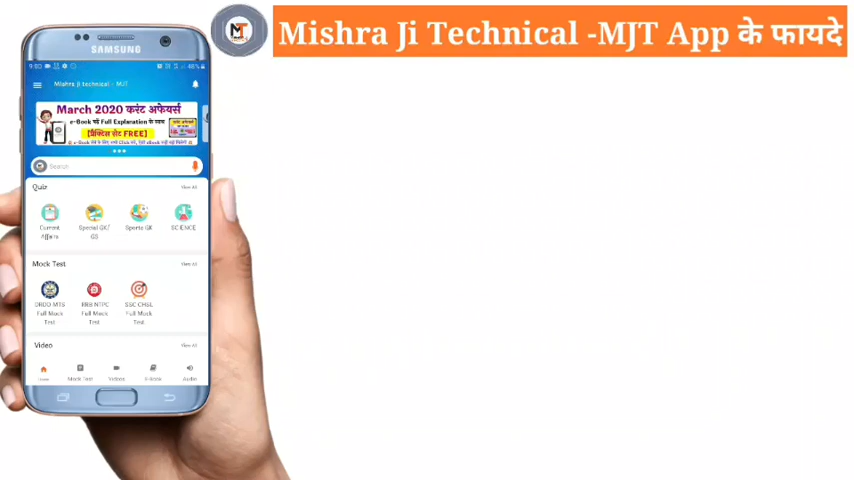 Mishra Ji Technical -MJT App के फायदे
SAMSUNG
Mishra Ji technical - MJT
March 2020 करंट अफेयर्स
e-Book सहित Full Explanation के साथ
[प्रैक्टिस सेट FREE]
Search
Quiz
View All
Current Affairs
Special GK/ GS
Sports GK
SCIENCE
Mock Test
View All
DRDO MTS Full Mock Test
RRB NTPC Full Mock Test
SSC CHSL Full Mock Test
Video
View All
Home
Mock Test
Videos
E-Book
Audio